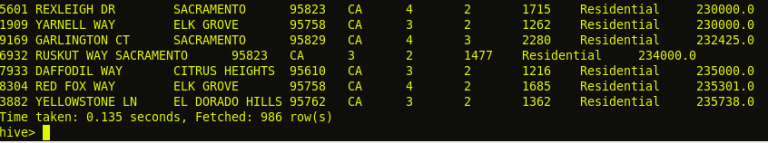 5601 REXLEIGH DR SACRAMENTO 95823 CA 4 2 1715 Residential 230000.0
1909 YARNELL WAY ELK GROVE 95758 CA 3 2 1262 Residential 230000.0
9169 GARLINGTON CT SACRAMENTO 95829 CA 4 3 2280 Residential 232425.0
6932 RUSKUT WAY SACRAMENTO 95823 CA 3 2 1477 Residential 234000.0
7933 DAFFODIL WAY CITRUS HEIGHTS 95610 CA 3 2 1216 Residential 235000.0
8304 RED FOX WAY ELK GROVE 95758 CA 4 2 1685 Residential 235301.0
3882 YELLOWSTONE LN EL DORADO HILLS 95762 CA 3 2 1362 Residential 235738.0
Time taken: 0.135 seconds, Fetched: 986 row(s)
hive>